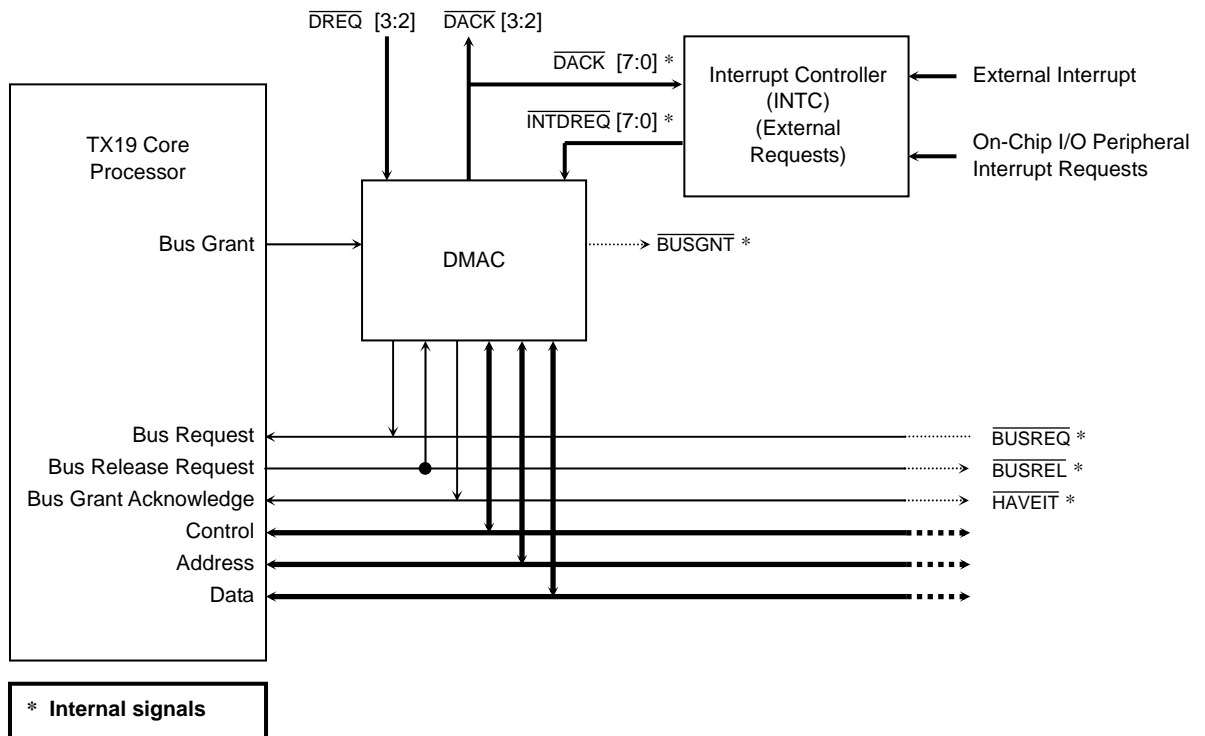 DREQ [3:2]
DACK [3:2]
DACK [7:0] *
INTDREQ [7:0] *
Interrupt Controller
(INTC)
(External
Requests)
External Interrupt
On-Chip I/O Peripheral
Interrupt Requests
TX19 Core
Processor
Bus Grant
DMAC
BUSGNT *
Bus Request
BUSREQ *
Bus Release Request
BUSREL *
Bus Grant Acknowledge
HAVEIT *
Control
Address
Data
* Internal signals